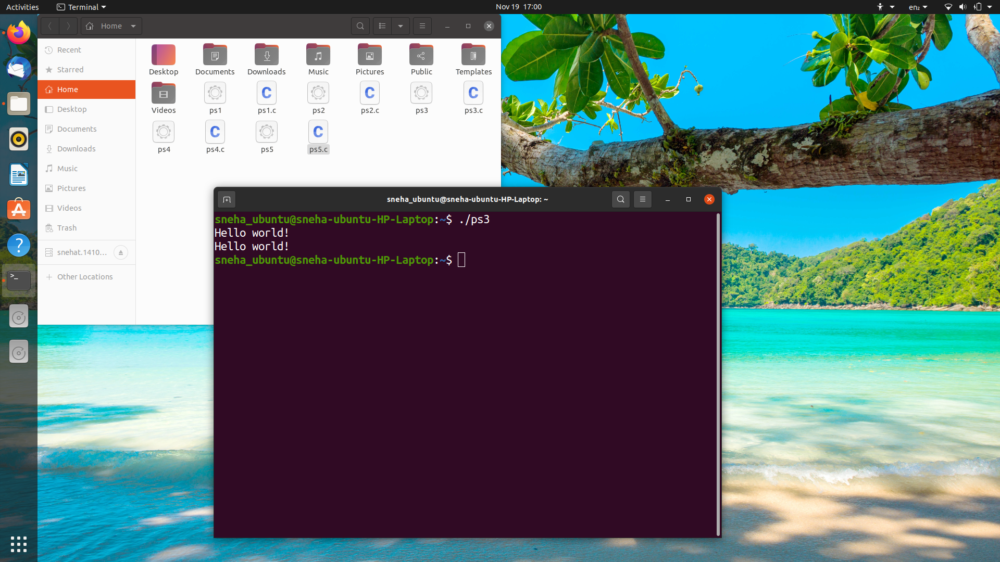 Activities
Terminal
Nov 19 17:00
en₂
Home
Recent
Starred
Home
Desktop
Documents
Downloads
Music
Pictures
Videos
Trash
snehat.1410...
Other Locations
Desktop
Documents
Downloads
Music
Pictures
Public
Templates
Videos
ps1
ps1.c
ps2
ps2.c
ps3
ps3.c
ps4
ps4.c
ps5
ps5.c
sneha_ubuntu@sneha-ubuntu-HP-Laptop: ~
sneha_ubuntu@sneha-ubuntu-HP-Laptop:~$ ./ps3
Hello world!
Hello world!
sneha_ubuntu@sneha-ubuntu-HP-Laptop:~$